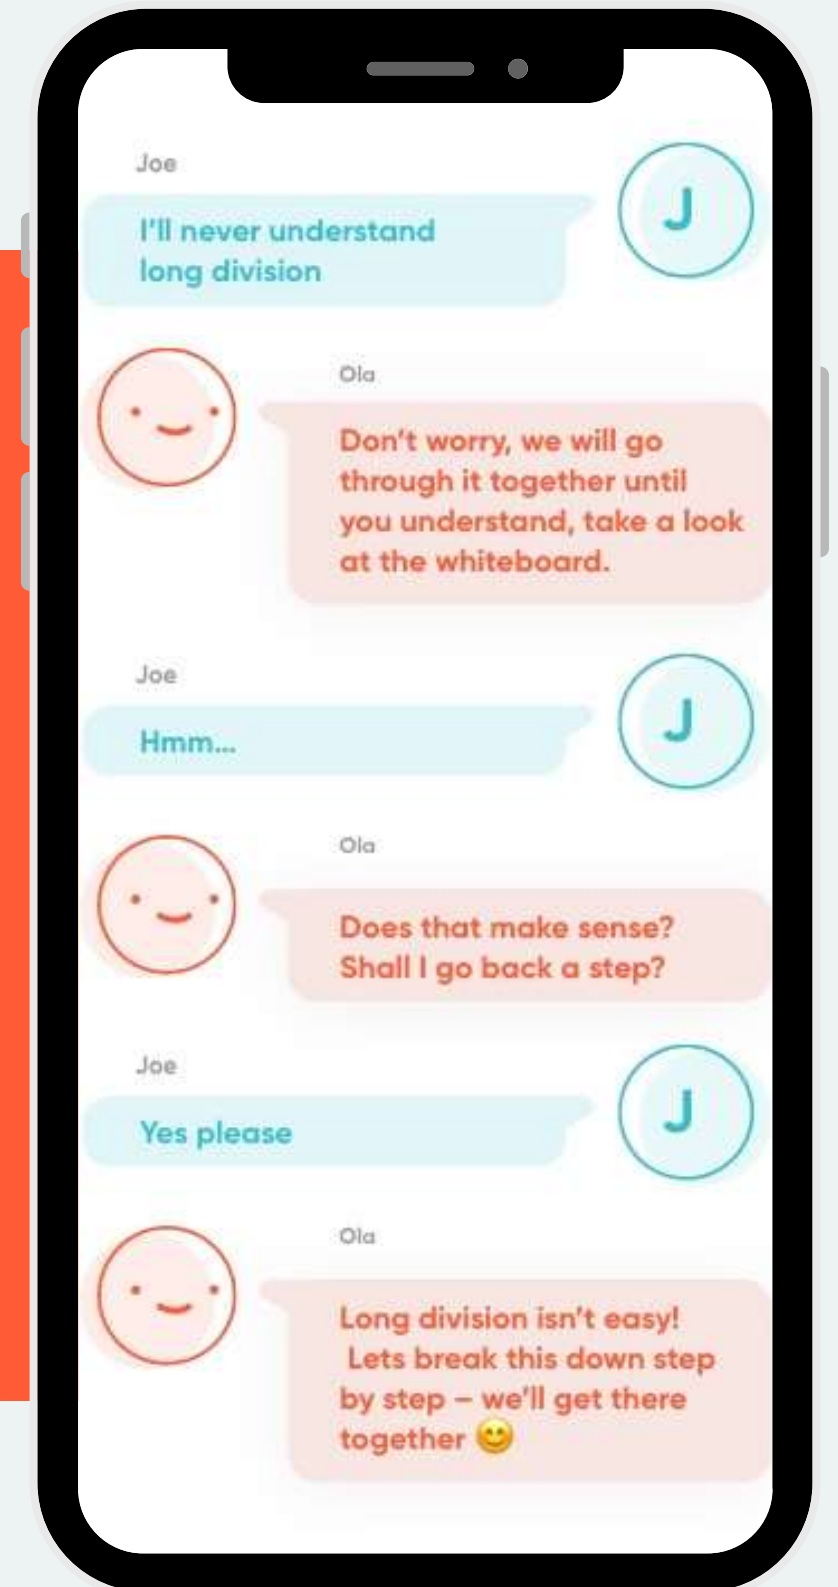 Joe
J
I'll never understand
long division
Ola
Don't worry, we will go
through it together until
you understand, take a look
at the whiteboard.
Joe
J
Hmm...
Ola
Does that make sense?
Shall I go back a step?
Joe
J
Yes please
Ola
Long division isn't easy!
Lets break this down step
by step – we'll get there
together 😊